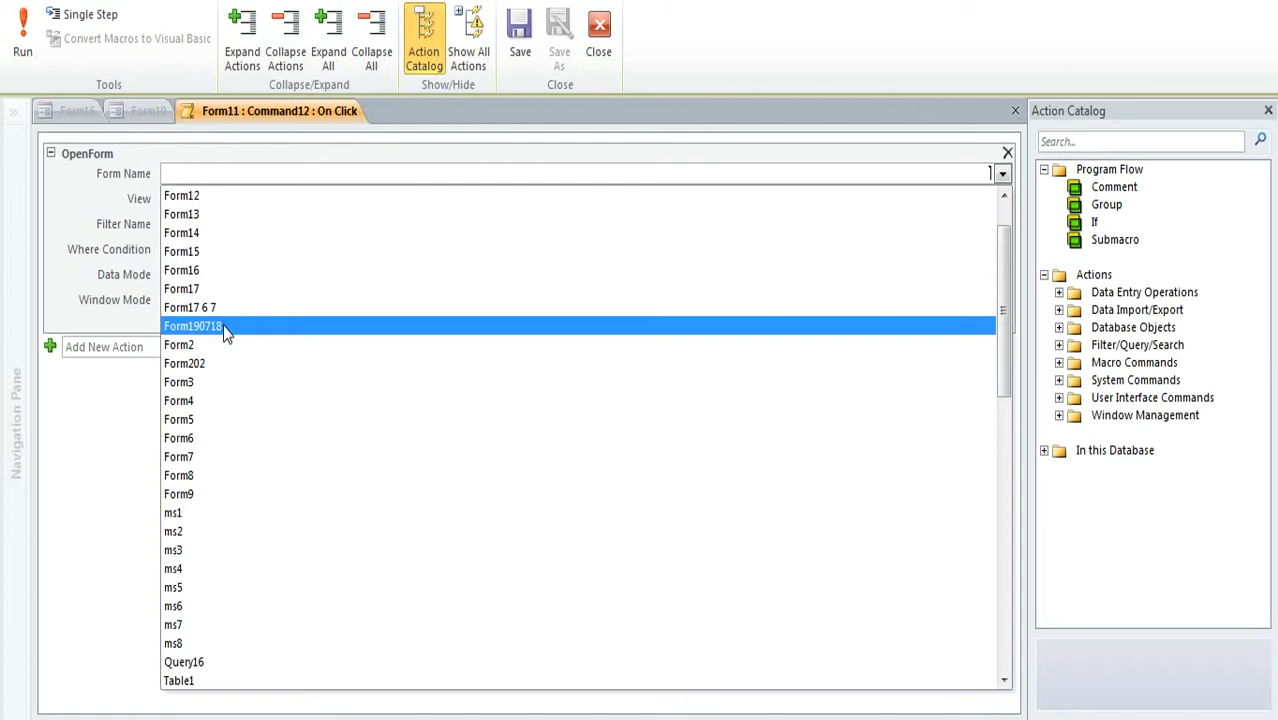 Run
Single Step
Convert Macros to Visual Basic
Tools
Expand Actions
Collapse Actions
Expand All
Collapse All
Collapse/Expand
Action Catalog
Show All Actions
Show/Hide
Save
Save As
Close
Close
Form16
Form10
Form11 : Command12 : On Click
OpenForm
Form Name
View
Filter Name
Where Condition
Data Mode
Window Mode
Add New Action
Form12
Form13
Form14
Form15
Form16
Form17
Form17 6 7
Form190718
Form2
Form202
Form3
Form4
Form5
Form6
Form7
Form8
Form9
ms1
ms2
ms3
ms4
ms5
ms6
ms7
ms8
Query16
Table1
Navigation Pane
Action Catalog
Search...
Program Flow
Comment
Group
If
Submacro
Actions
Data Entry Operations
Data Import/Export
Database Objects
Filter/Query/Search
Macro Commands
System Commands
User Interface Commands
Window Management
In this Database